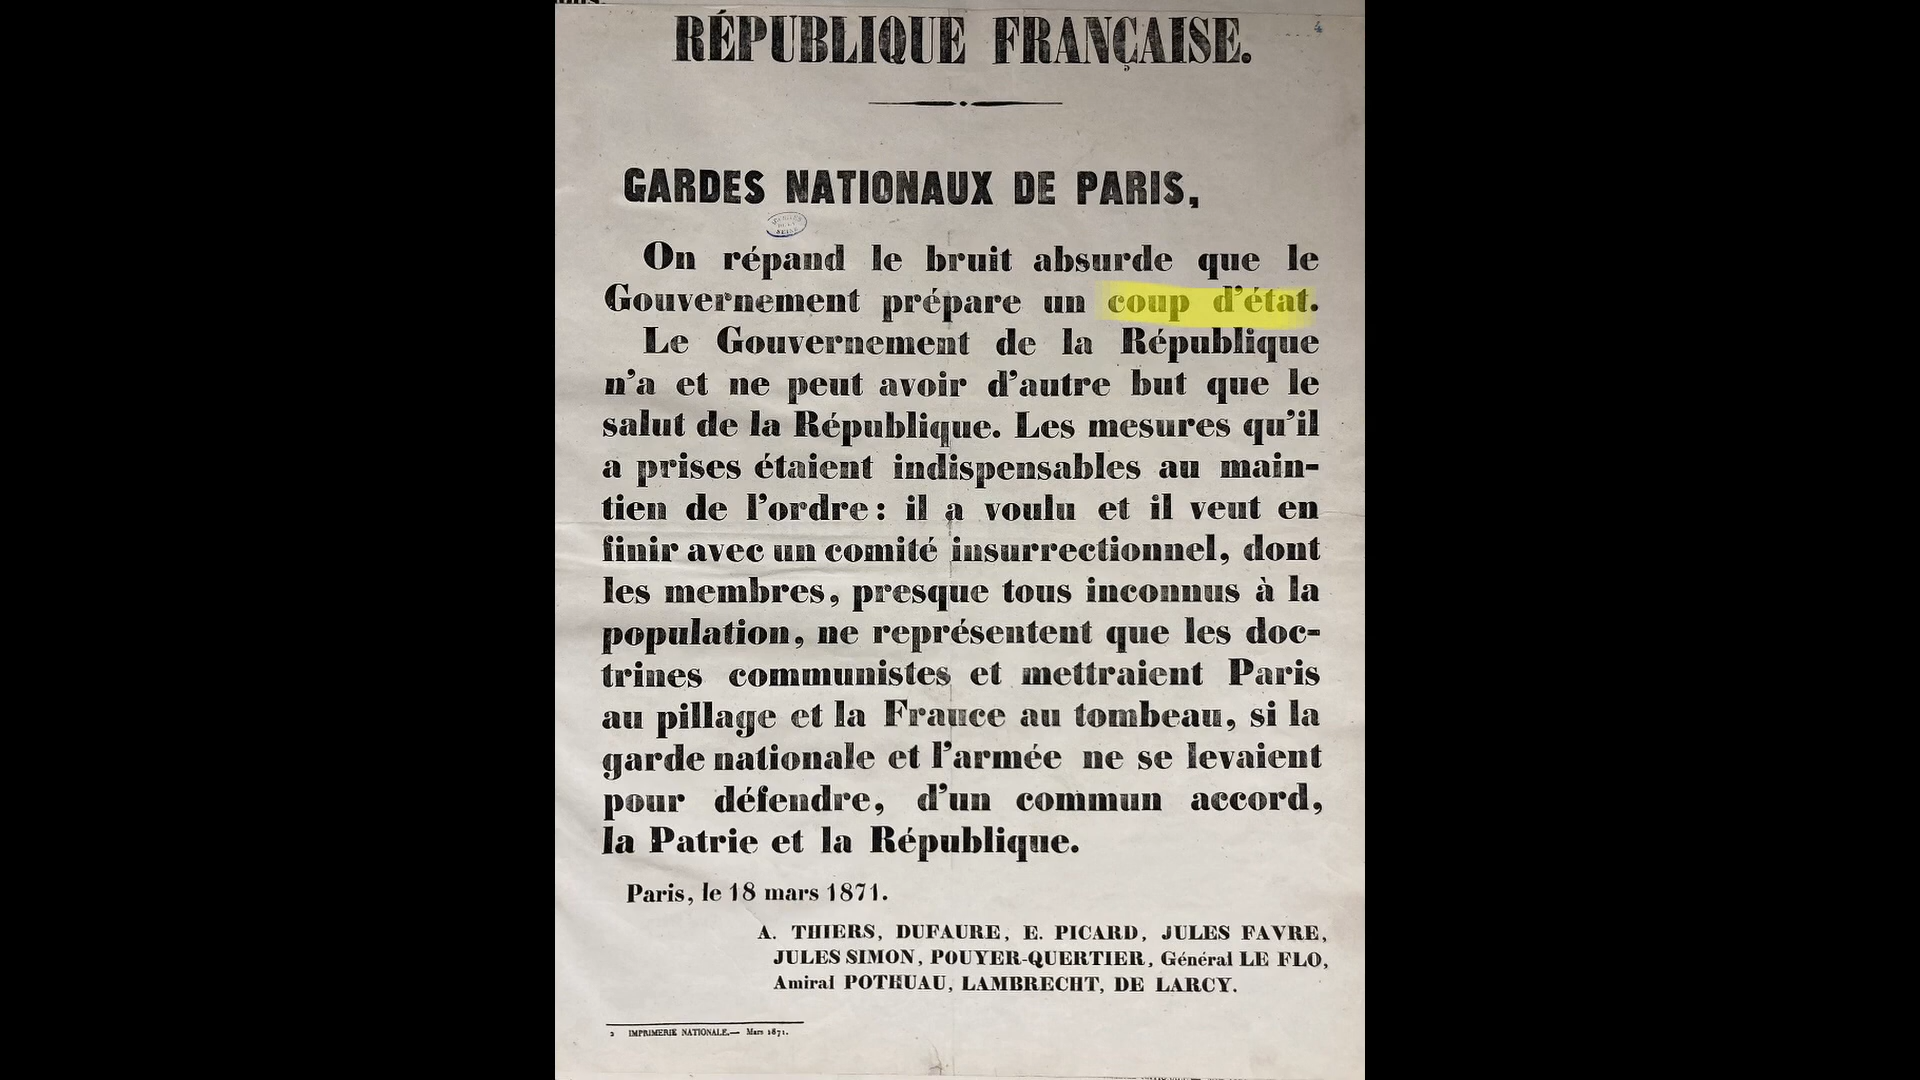 RÉPUBLIQUE FRANÇAISE.
4
GARDES NATIONAUX DE PARIS,
ARCHIVES
DE LA
SEINE
On répand le bruit absurde que le
Gouvernement prépare un coup d'état.
Le Gouvernement de la République
n'a et ne peut avoir d'autre but que le
salut de la République. Les mesures qu'il
a prises étaient indispensables au main-
tien de l'ordre: il a voulu et il veut en
finir avec un comité insurrectionnel, dont
les membres, presque tous inconnus à la
population, ne représentent que les doc-
trines communistes et mettraient Paris
au pillage et la France au tombeau, si la
garde nationale et l'armée ne se levaient
pour défendre, d'un commun accord,
la Patrie et la République.
Paris, le 18 mars 1871.
A. THIERS, DUFAURE, E. PICARD, JULES FAVRE,
JULES SIMON, POUYER-QUERTIER, Général LE FLO,
Amiral POTHUAU, LAMBRECHT, DE LARCY.
2 IMPRIMERIE NATIONALE.— Mars 1871.